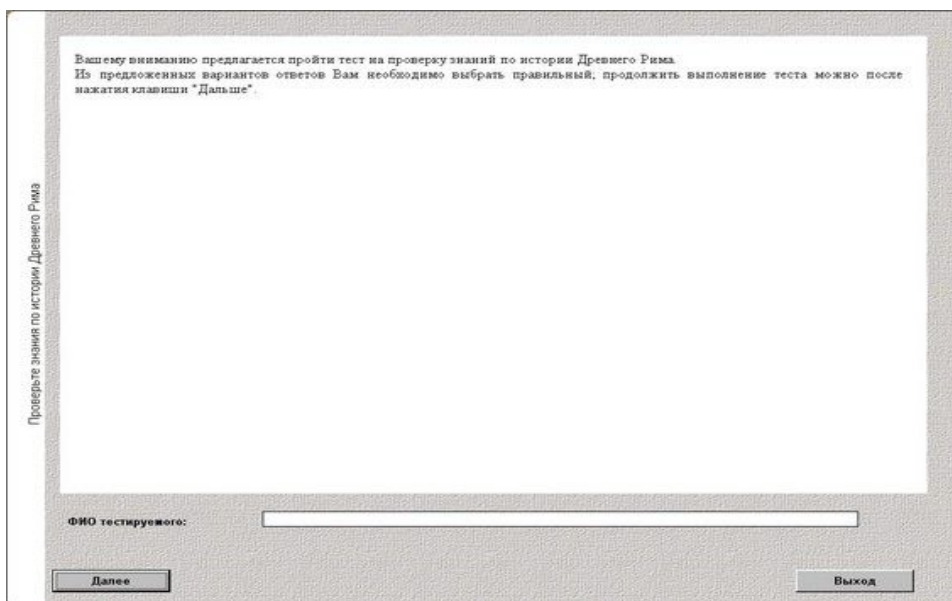 Вашему вниманию предлагается пройти тест на проверку знаний по истории Древнего Рима.
Из предложенных вариантов ответов Вам необходимо выбрать правильный; продолжить выполнение теста можно после
нажатия клавиши "Дальше".
Проверьте знания по истории Древнего Рима
ФИО тестируемого:
Далее
Выход